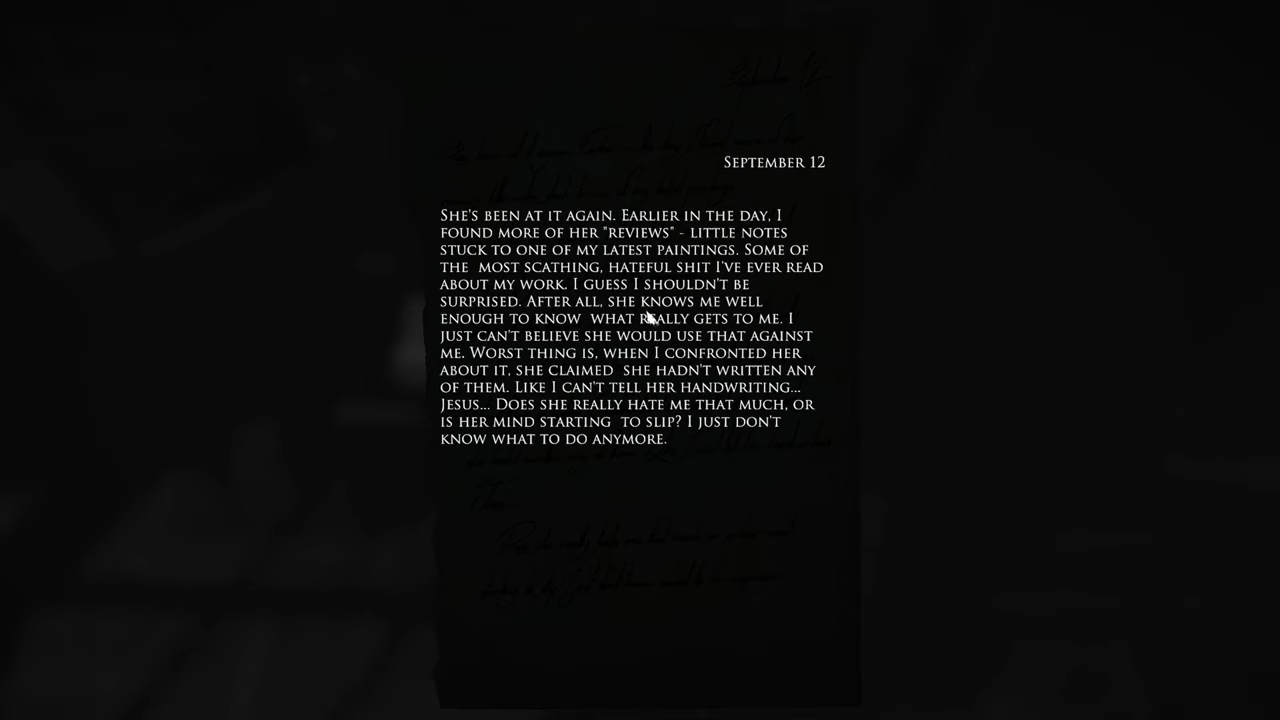 September 12
She's been at it again. Earlier in the day, I
found more of her "reviews" - little notes
stuck to one of my latest paintings. Some of
the  most scathing, hateful shit I've ever read
about my work. I guess I shouldn't be
surprised. After all, she knows me well
enough to know  what really gets to me. I
just can't believe she would use that against
me. Worst thing is, when I confronted her
about it, she claimed  she hadn't written any
of them. Like I can't tell her handwriting...
Jesus... Does she really hate me that much, or
is her mind starting  to slip? I just don't
know what to do anymore.